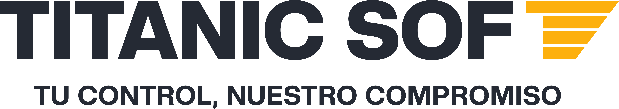 TITANIC SOF
TU CONTROL, NUESTRO COMPROMISO